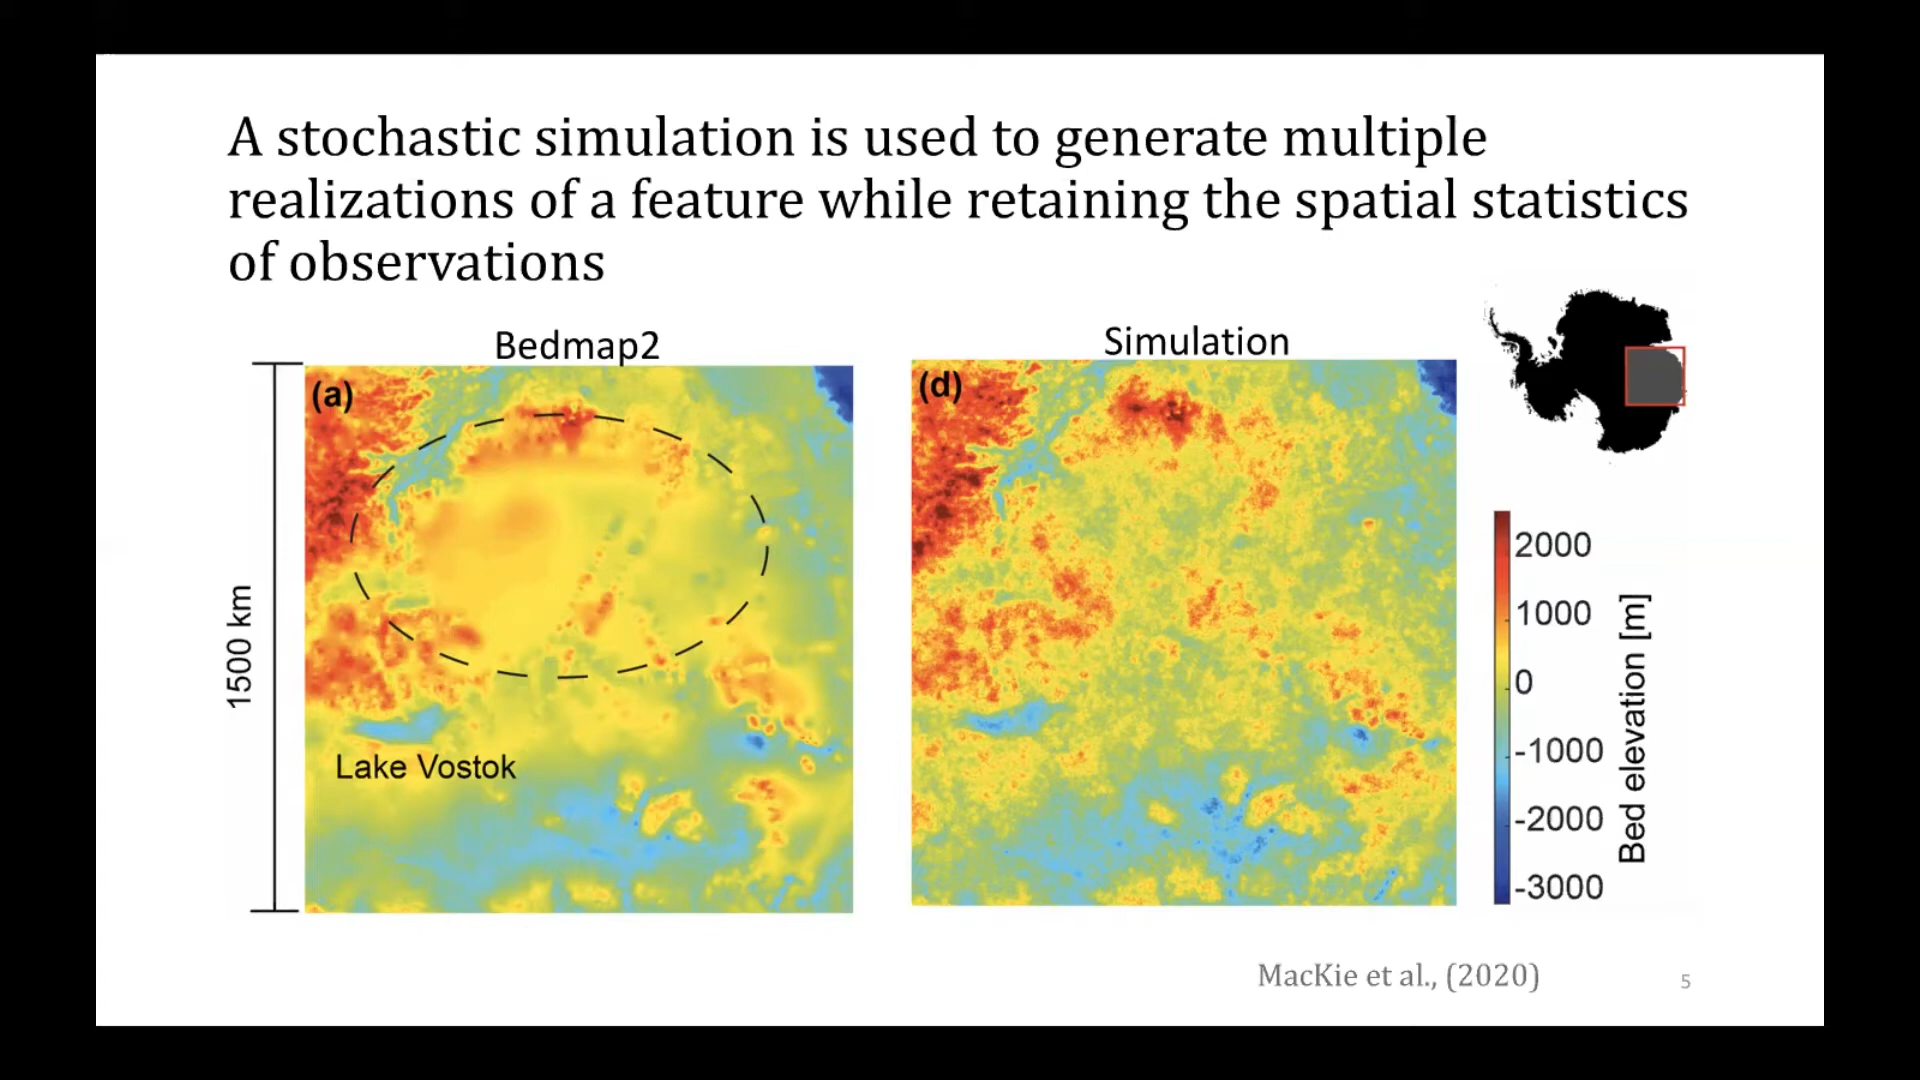 A stochastic simulation is used to generate multiple
realizations of a feature while retaining the spatial statistics
of observations
Bedmap2
Simulation
(a)
(d)
1500 km
Lake Vostok
2000
1000
0
-1000
-2000
-3000
Bed elevation [m]
MacKie et al., (2020)
5